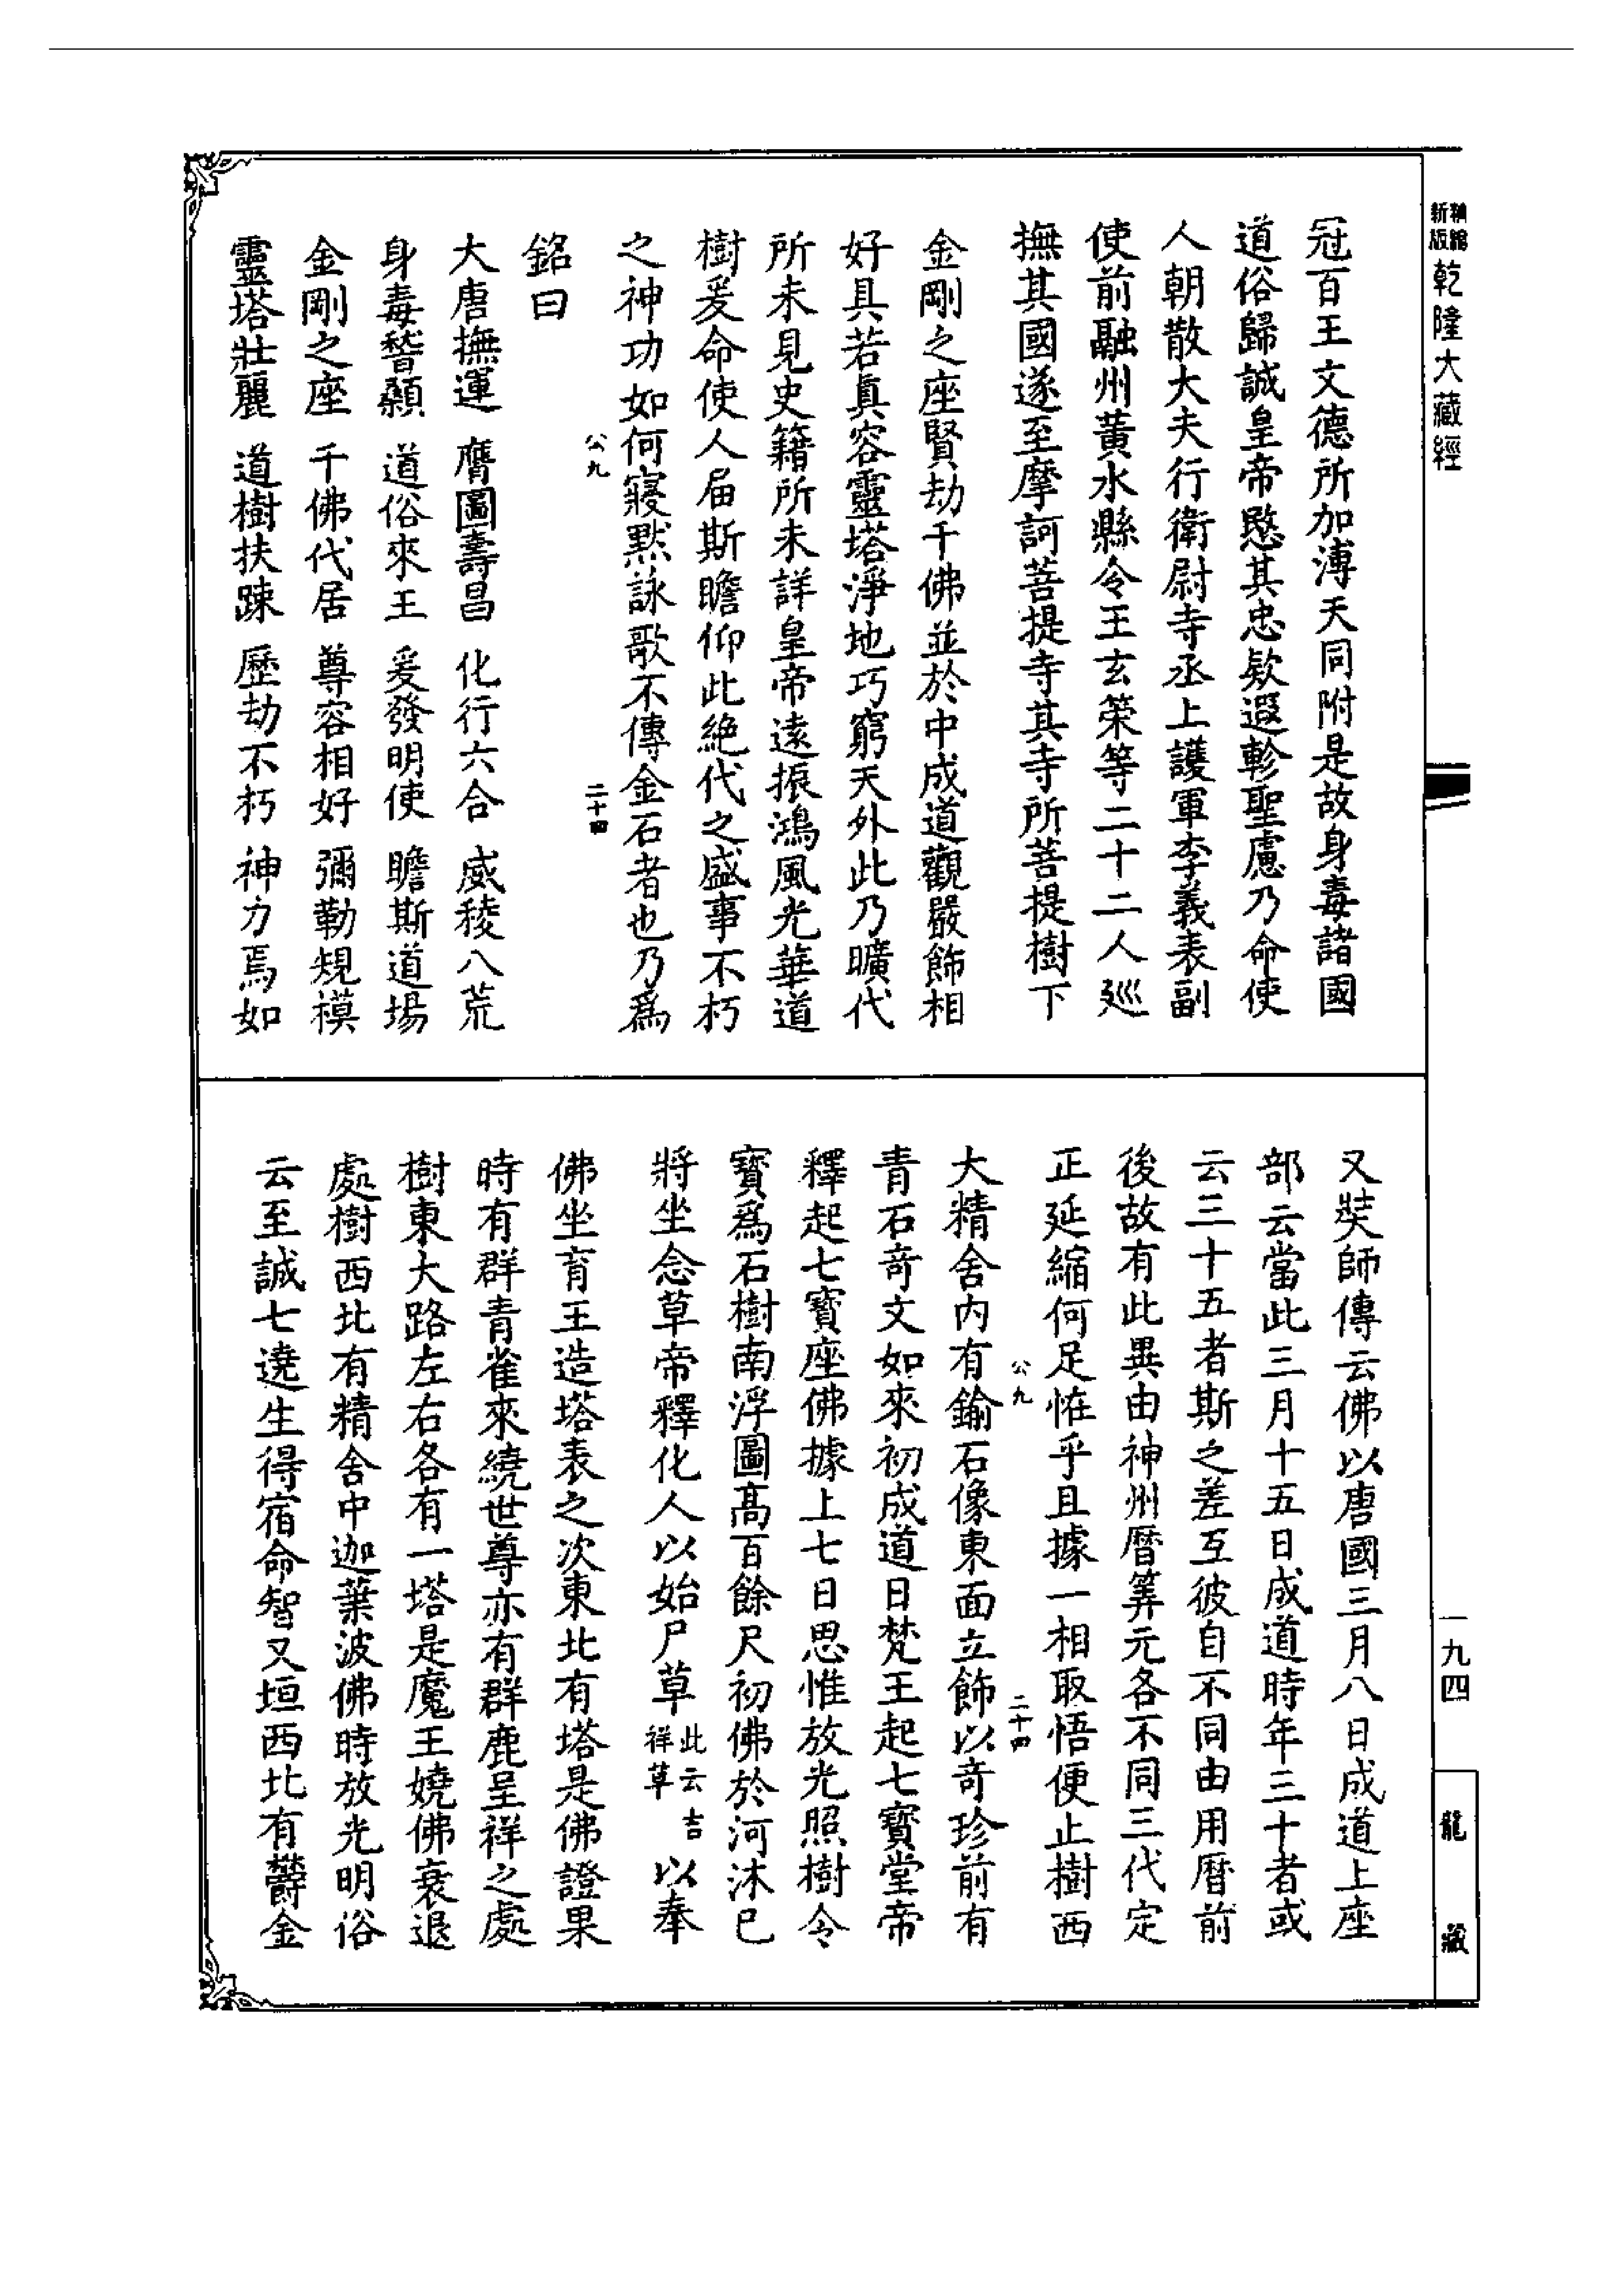 精縮新版乾隆大藏經
冠百王文德所加溥天同附是故身毒諸國
道俗歸誠皇帝愍其忠欵遐軫聖慮乃命使
人朝散大夫行衛尉寺丞上護軍李義表副
使前融州黃水縣令王玄策等二十二人巡
撫其國遂至摩訶菩提寺其寺所菩提樹下
金剛之座賢劫千佛並於中成道觀嚴飾相
好具若眞容靈塔淨地巧窮天外此乃曠代
所未見史籍所未詳皇帝遠振鴻風光華道
樹爰命使人届斯瞻仰此絶代之盛事不朽
之神功如何寢默詠歌不傳金石者也乃爲
公九 二十四
銘曰
大唐撫運 膺圖壽昌 化行六合 威稜八荒
身毒稽顙 道俗來王 爰發明使 瞻斯道場
金剛之座 千佛代居 尊容相好 彌勒規模
靈塔壯麗 道樹扶踈 歷劫不朽 神力焉如
一九四
龍藏
又奘師傳云佛以唐國三月八日成道上座
部云當此三月十五日成道時年三十者或
云三十五者斯之差互彼自不同由用曆前
後故有此異由神州曆筭元各不同三代定
正延縮何足恠乎且據一相取悟便止樹西
公九 二十四
大精舍内有鍮石像東面立飾以奇珍前有
青石奇文如來初成道日梵王起七寶堂帝
釋起七寶座佛據上七日思惟放光照樹令
寶爲石樹南浮圖髙百餘尺初佛於河沐已
將坐念草帝釋化人以始尸草此云吉祥草以奉
佛坐育王造塔表之次東北有塔是佛證果
時有群青雀來繞世尊亦有群鹿呈祥之處
樹東大路左右各有一塔是魔王嬈佛衰退
處樹西北有精舍中迦葉波佛時放光明俗
云至誠七遶生得宿命智又垣西北有欝金